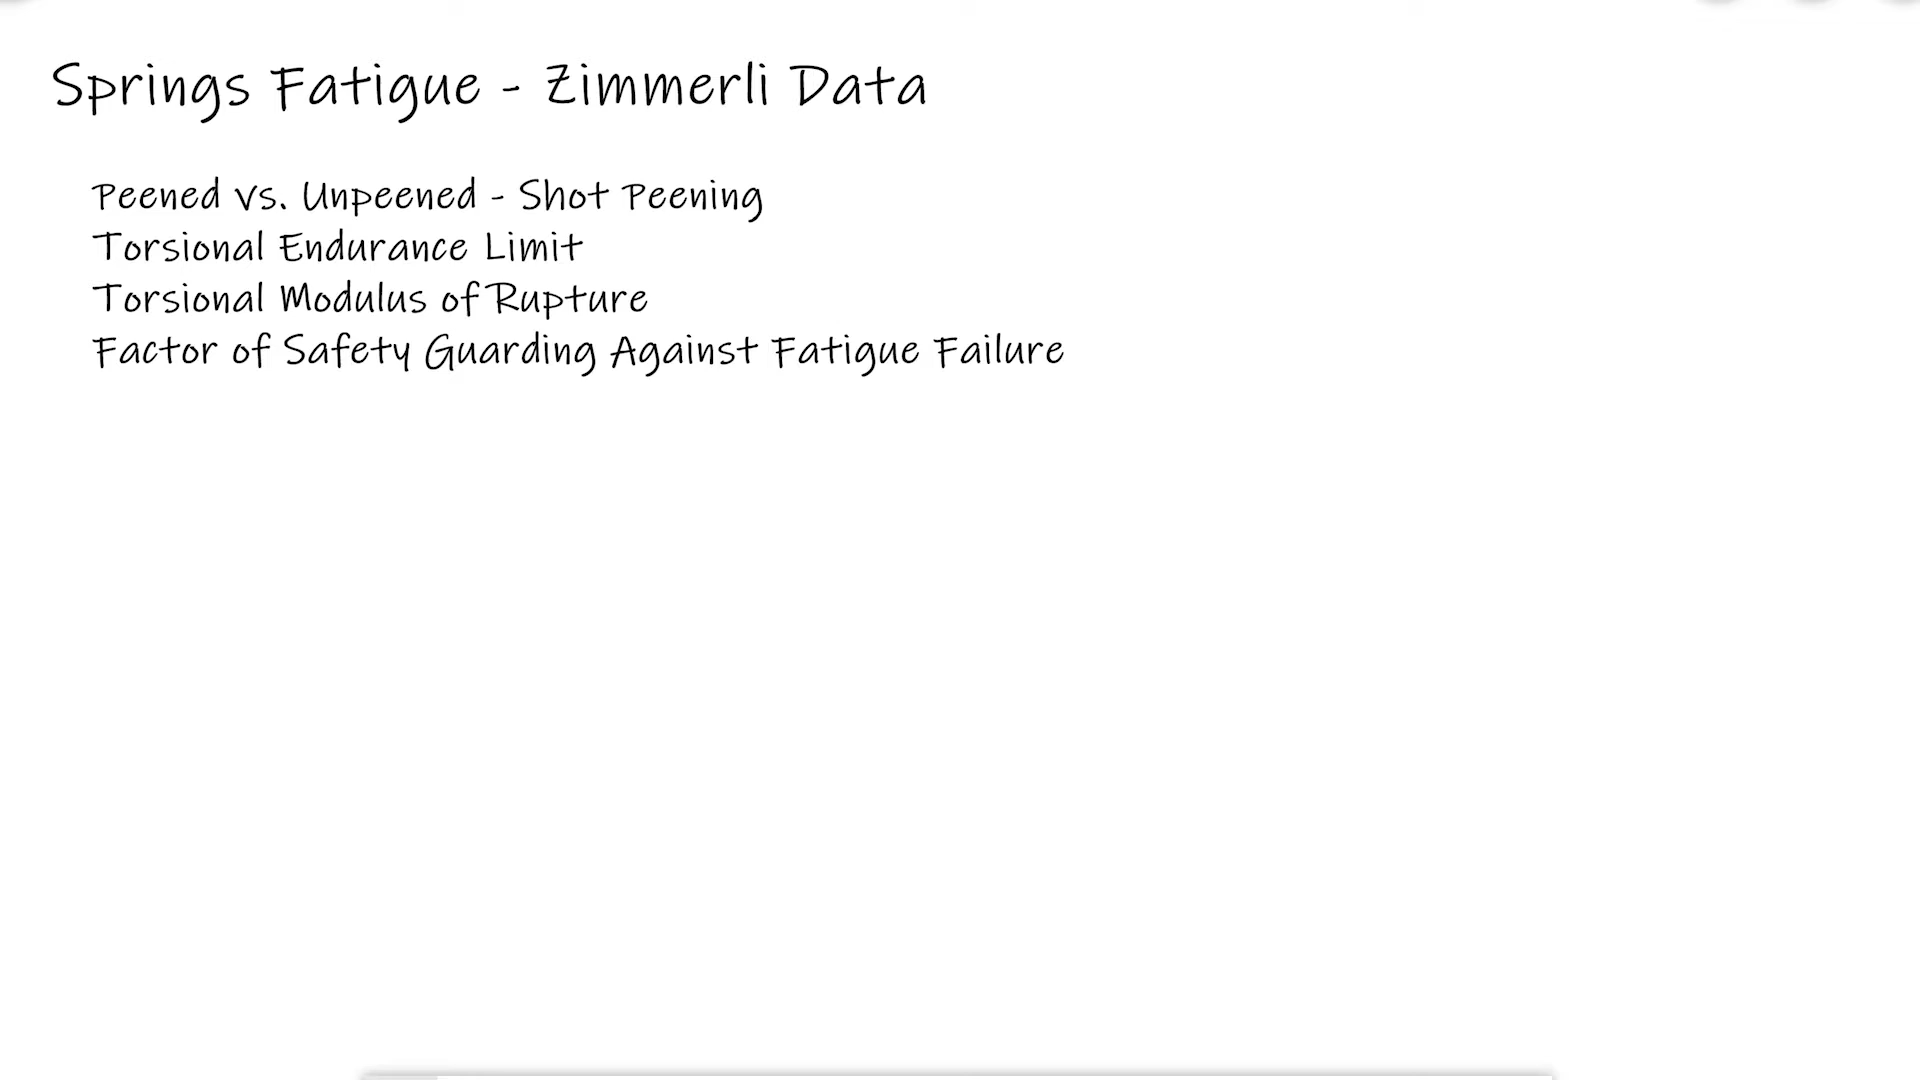 Springs Fatigue - Zimmerli Data
Peened vs. Unpeened - Shot Peening
Torsional Endurance Limit
Torsional Modulus of Rupture
Factor of Safety Guarding Against Fatigue Failure